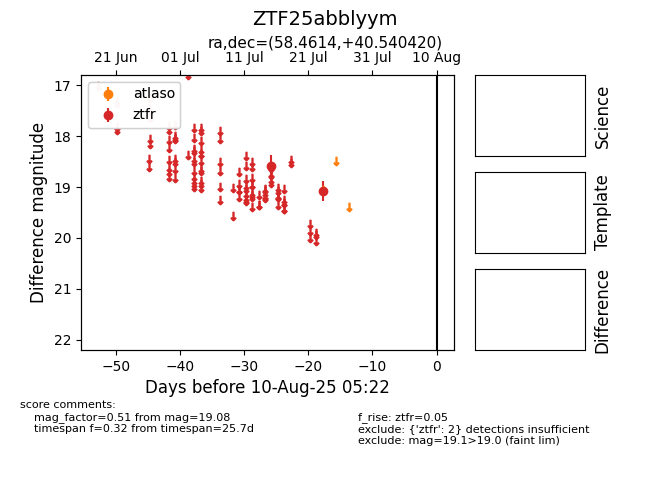 ZTF25abblyym
ra,dec=(58.4614,+40.540420)
21 Jun 01 Jul 11 Jul 21 Jul 31 Jul 10 Aug
17
18
19
20
21
22
Difference magnitude
atlaso
ztfr
−50 −40 −30 −20 −10 0
Days before 10-Aug-25 05:22
Science
Template
Difference
score comments:
mag_factor=0.51 from mag=19.08
timespan f=0.32 from timespan=25.7d
f_rise: ztfr=0.05
exclude: {'ztfr': 2} detections insufficient
exclude: mag=19.1>19.0 (faint lim)